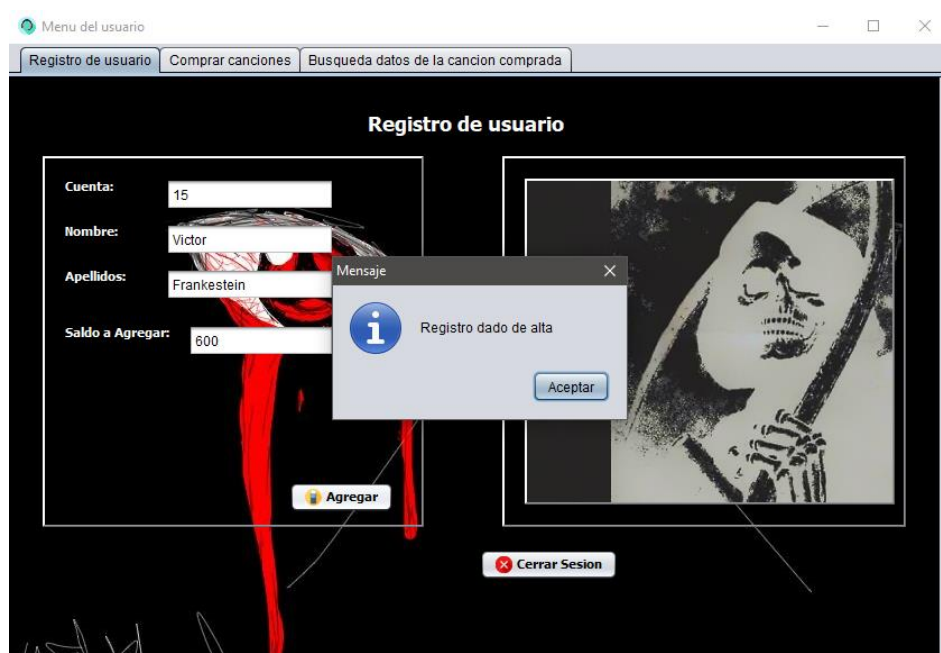 Menu del usuario
Registro de usuario
Comprar canciones
Busqueda datos de la cancion comprada
Registro de usuario
Cuenta:
15
Nombre:
Victor
Apellidos:
Frankestein
Saldo a Agregar:
600
Mensaje
Registro dado de alta
Aceptar
Agregar
Cerrar Sesion